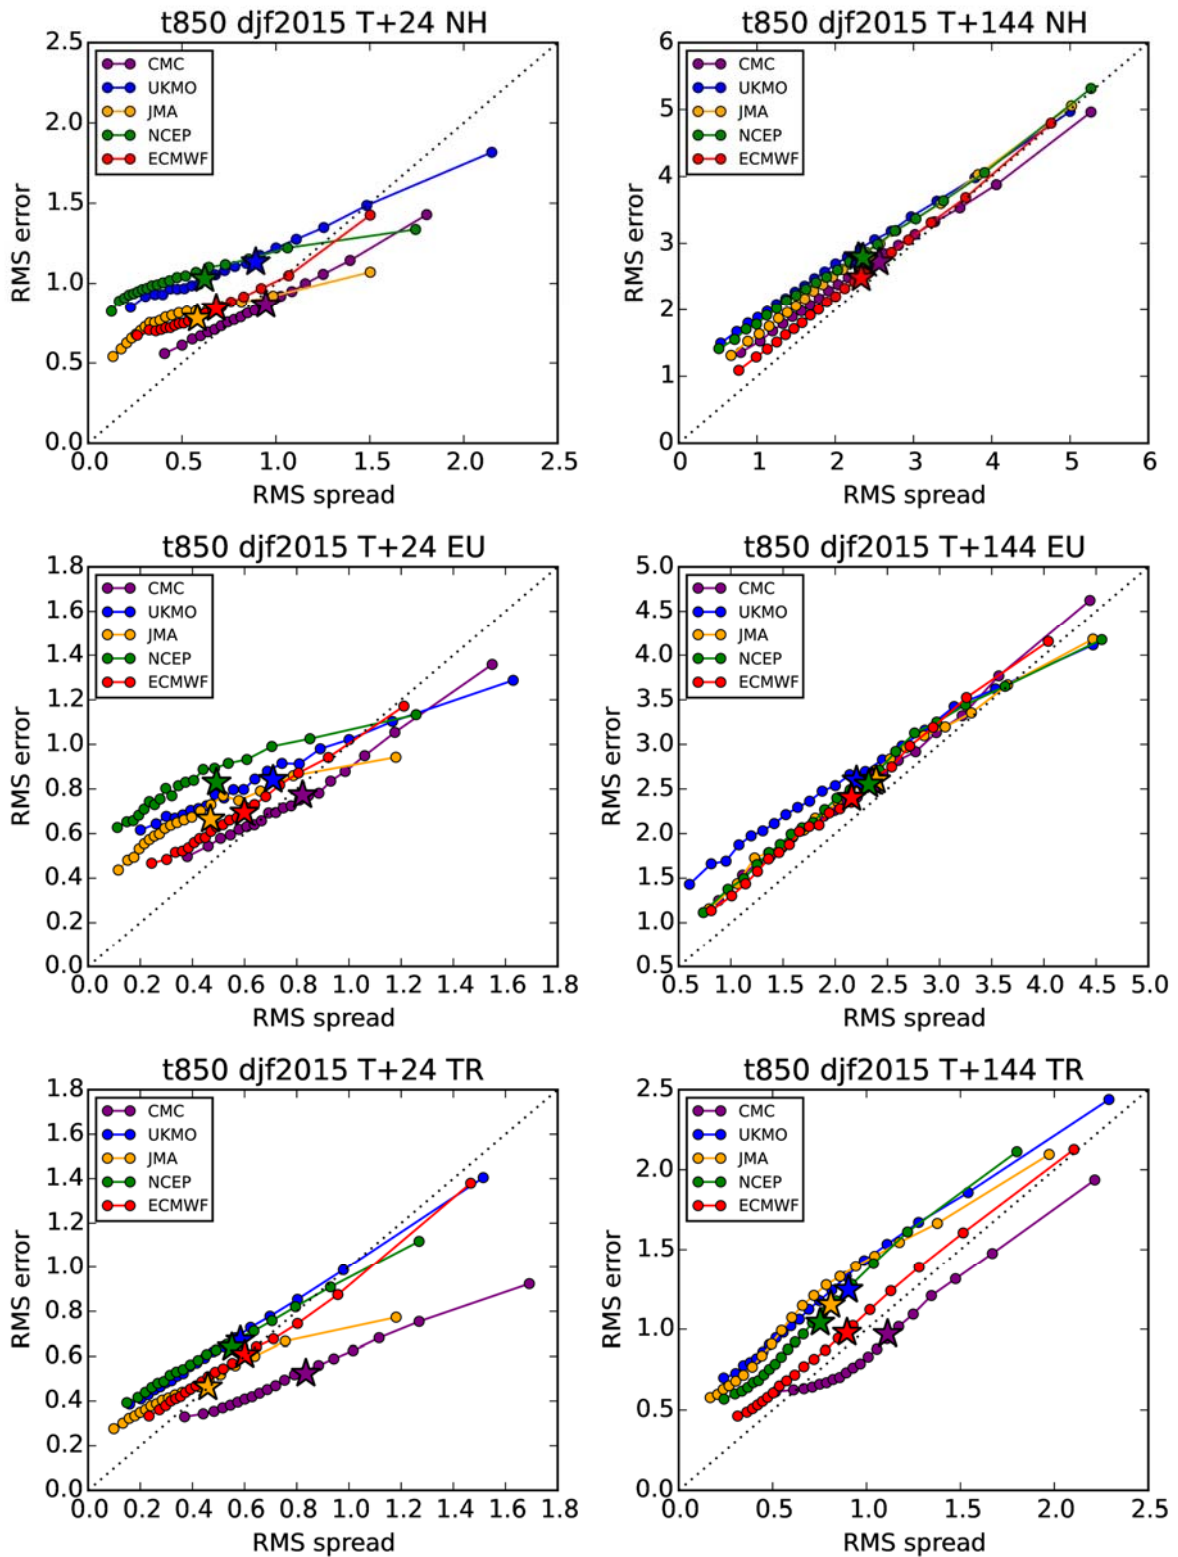 t850 djf2015 T+24 NH
2.5
2.0
1.5
1.0
0.5
0.0
RMS error
CMC
UKMO
JMA
NCEP
ECMWF
0.0 0.5 1.0 1.5 2.0 2.5
RMS spread
t850 djf2015 T+144 NH
6
5
4
3
2
1
0
RMS error
CMC
UKMO
JMA
NCEP
ECMWF
0 1 2 3 4 5 6
RMS spread
t850 djf2015 T+24 EU
1.8
1.6
1.4
1.2
1.0
0.8
0.6
0.4
0.2
0.0
RMS error
CMC
UKMO
JMA
NCEP
ECMWF
0.0 0.2 0.4 0.6 0.8 1.0 1.2 1.4 1.6 1.8
RMS spread
t850 djf2015 T+144 EU
5.0
4.5
4.0
3.5
3.0
2.5
2.0
1.5
1.0
0.5
RMS error
CMC
UKMO
JMA
NCEP
ECMWF
0.5 1.0 1.5 2.0 2.5 3.0 3.5 4.0 4.5 5.0
RMS spread
t850 djf2015 T+24 TR
1.8
1.6
1.4
1.2
1.0
0.8
0.6
0.4
0.2
0.0
RMS error
CMC
UKMO
JMA
NCEP
ECMWF
0.0 0.2 0.4 0.6 0.8 1.0 1.2 1.4 1.6 1.8
RMS spread
t850 djf2015 T+144 TR
2.5
2.0
1.5
1.0
0.5
0.0
RMS error
CMC
UKMO
JMA
NCEP
ECMWF
0.0 0.5 1.0 1.5 2.0 2.5
RMS spread